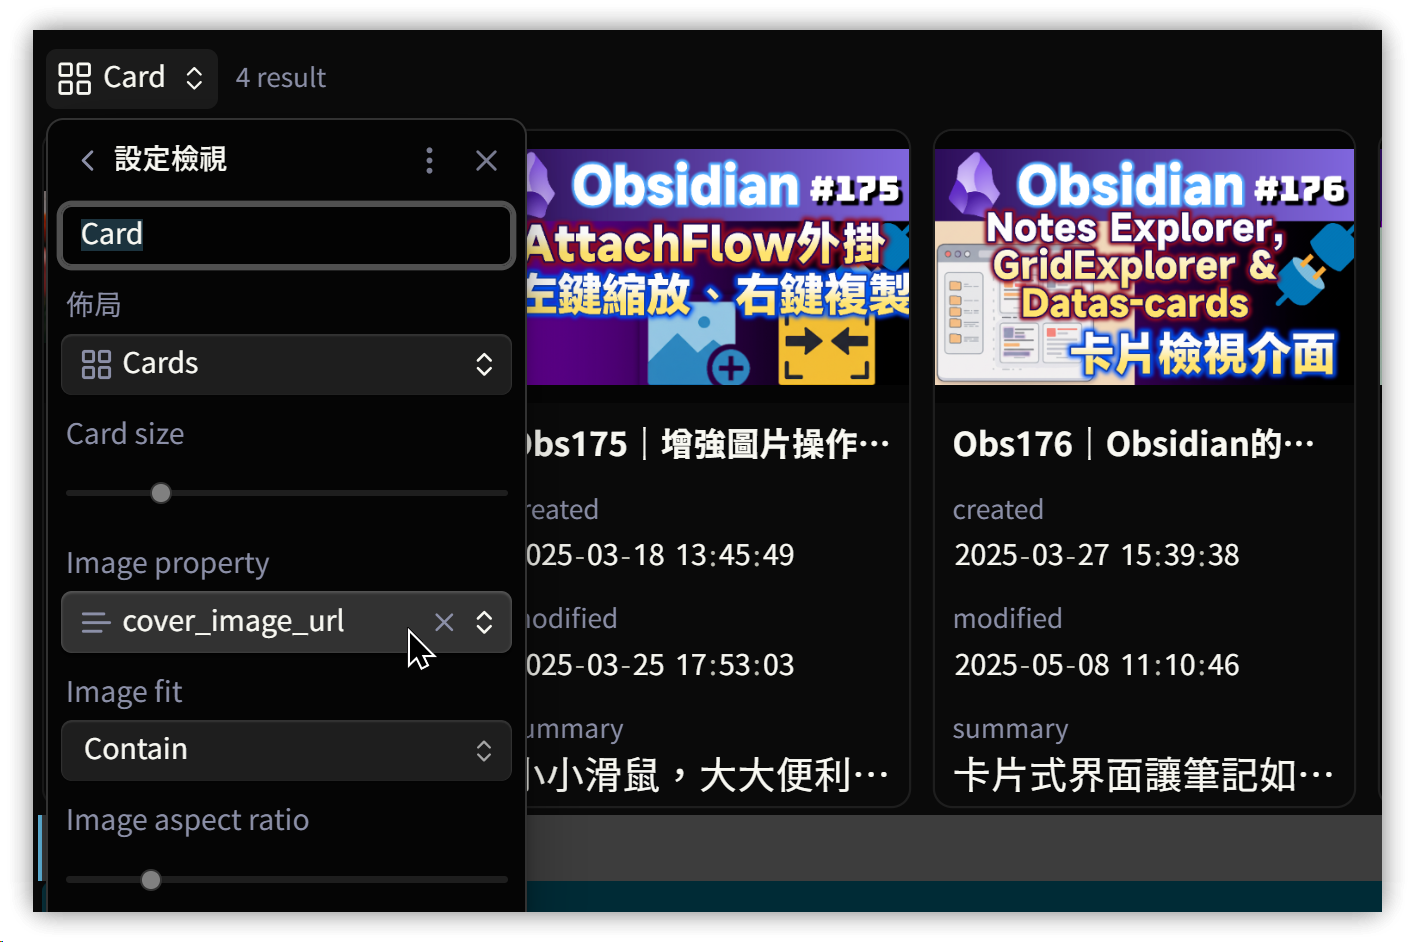 Card
4 result
設定檢視
Card
佈局
Cards
Card size
Image property
cover_image_url
Image fit
Contain
Image aspect ratio
Obsidian #175
AttachFlow外掛
左鍵縮放、右鍵複製
Obs175｜增強圖片操作…
reated
025-03-18 13:45:49
odified
025-03-25 17:53:03
ummary
小小滑鼠，大大便利…
Obsidian #176
Notes Explorer,
GridExplorer &
Datas-cards
卡片檢視介面
Obs176｜Obsidian的…
created
2025-03-27 15:39:38
modified
2025-05-08 11:10:46
summary
卡片式界面讓筆記如…